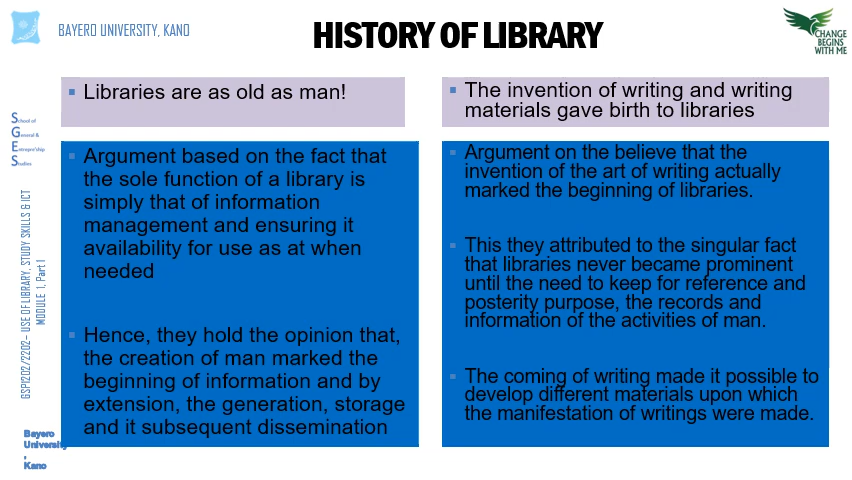 BAYERO UNIVERSITY, KANO
HISTORY OF LIBRARY
CHANGE
BEGINS
WITH ME
School of
General &
Entrepre'ship
Studies
GSP1202/2202– USE OF LIBRARY, STUDY SKILLS & ICT
MODULE 1, Part 1
Bayero
University
,
Kano
Libraries are as old as man!
Argument based on the fact that
the sole function of a library is
simply that of information
management and ensuring it
availability for use as at when
needed
Hence, they hold the opinion that,
the creation of man marked the
beginning of information and by
extension, the generation, storage
and it subsequent dissemination
The invention of writing and writing
materials gave birth to libraries
Argument on the believe that the
invention of the art of writing actually
marked the beginning of libraries.
This they attributed to the singular fact
that libraries never became prominent
until the need to keep for reference and
posterity purpose, the records and
information of the activities of man.
The coming of writing made it possible to
develop different materials upon which
the manifestation of writings were made.